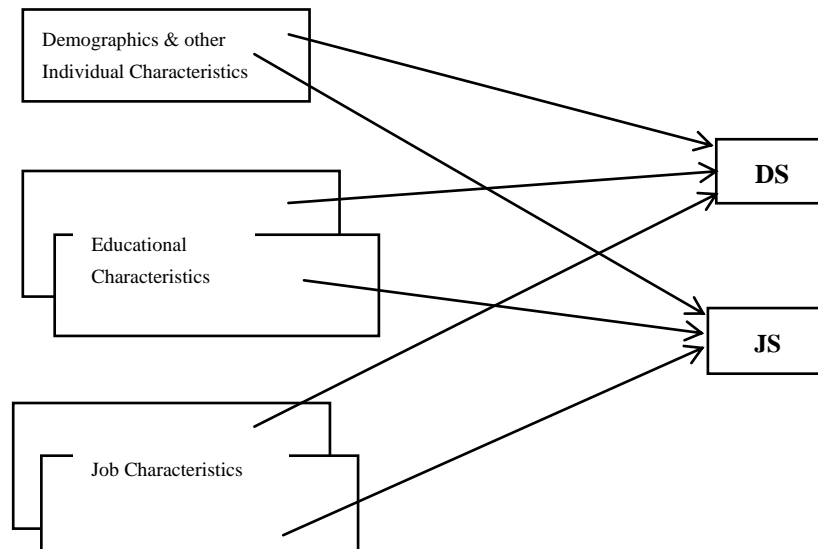 Demographics & other
Individual Characteristics
DS
Educational
Characteristics
JS
Job Characteristics